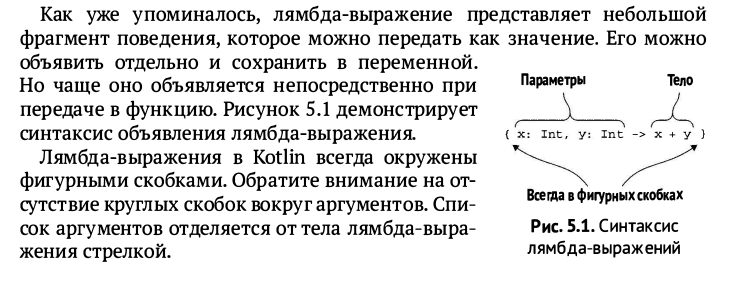 Как уже упоминалось, лямбда-выражение представляет небольшой
фрагмент поведения, которое можно передать как значение. Его можно
объявить отдельно и сохранить в переменной.
Но чаще оно объявляется непосредственно при
передаче в функцию. Рисунок 5.1 демонстрирует
синтаксис объявления лямбда-выражения.
Лямбда-выражения в Kotlin всегда окружены
фигурными скобками. Обратите внимание на от-
сутствие круглых скобок вокруг аргументов. Спи-
сок аргументов отделяется от тела лямбда-выра-
жения стрелкой.
Параметры Тело
{ x: Int, y: Int -> x + y }
Всегда в фигурных скобках
Рис. 5.1. Синтаксис
лямбда-выражений